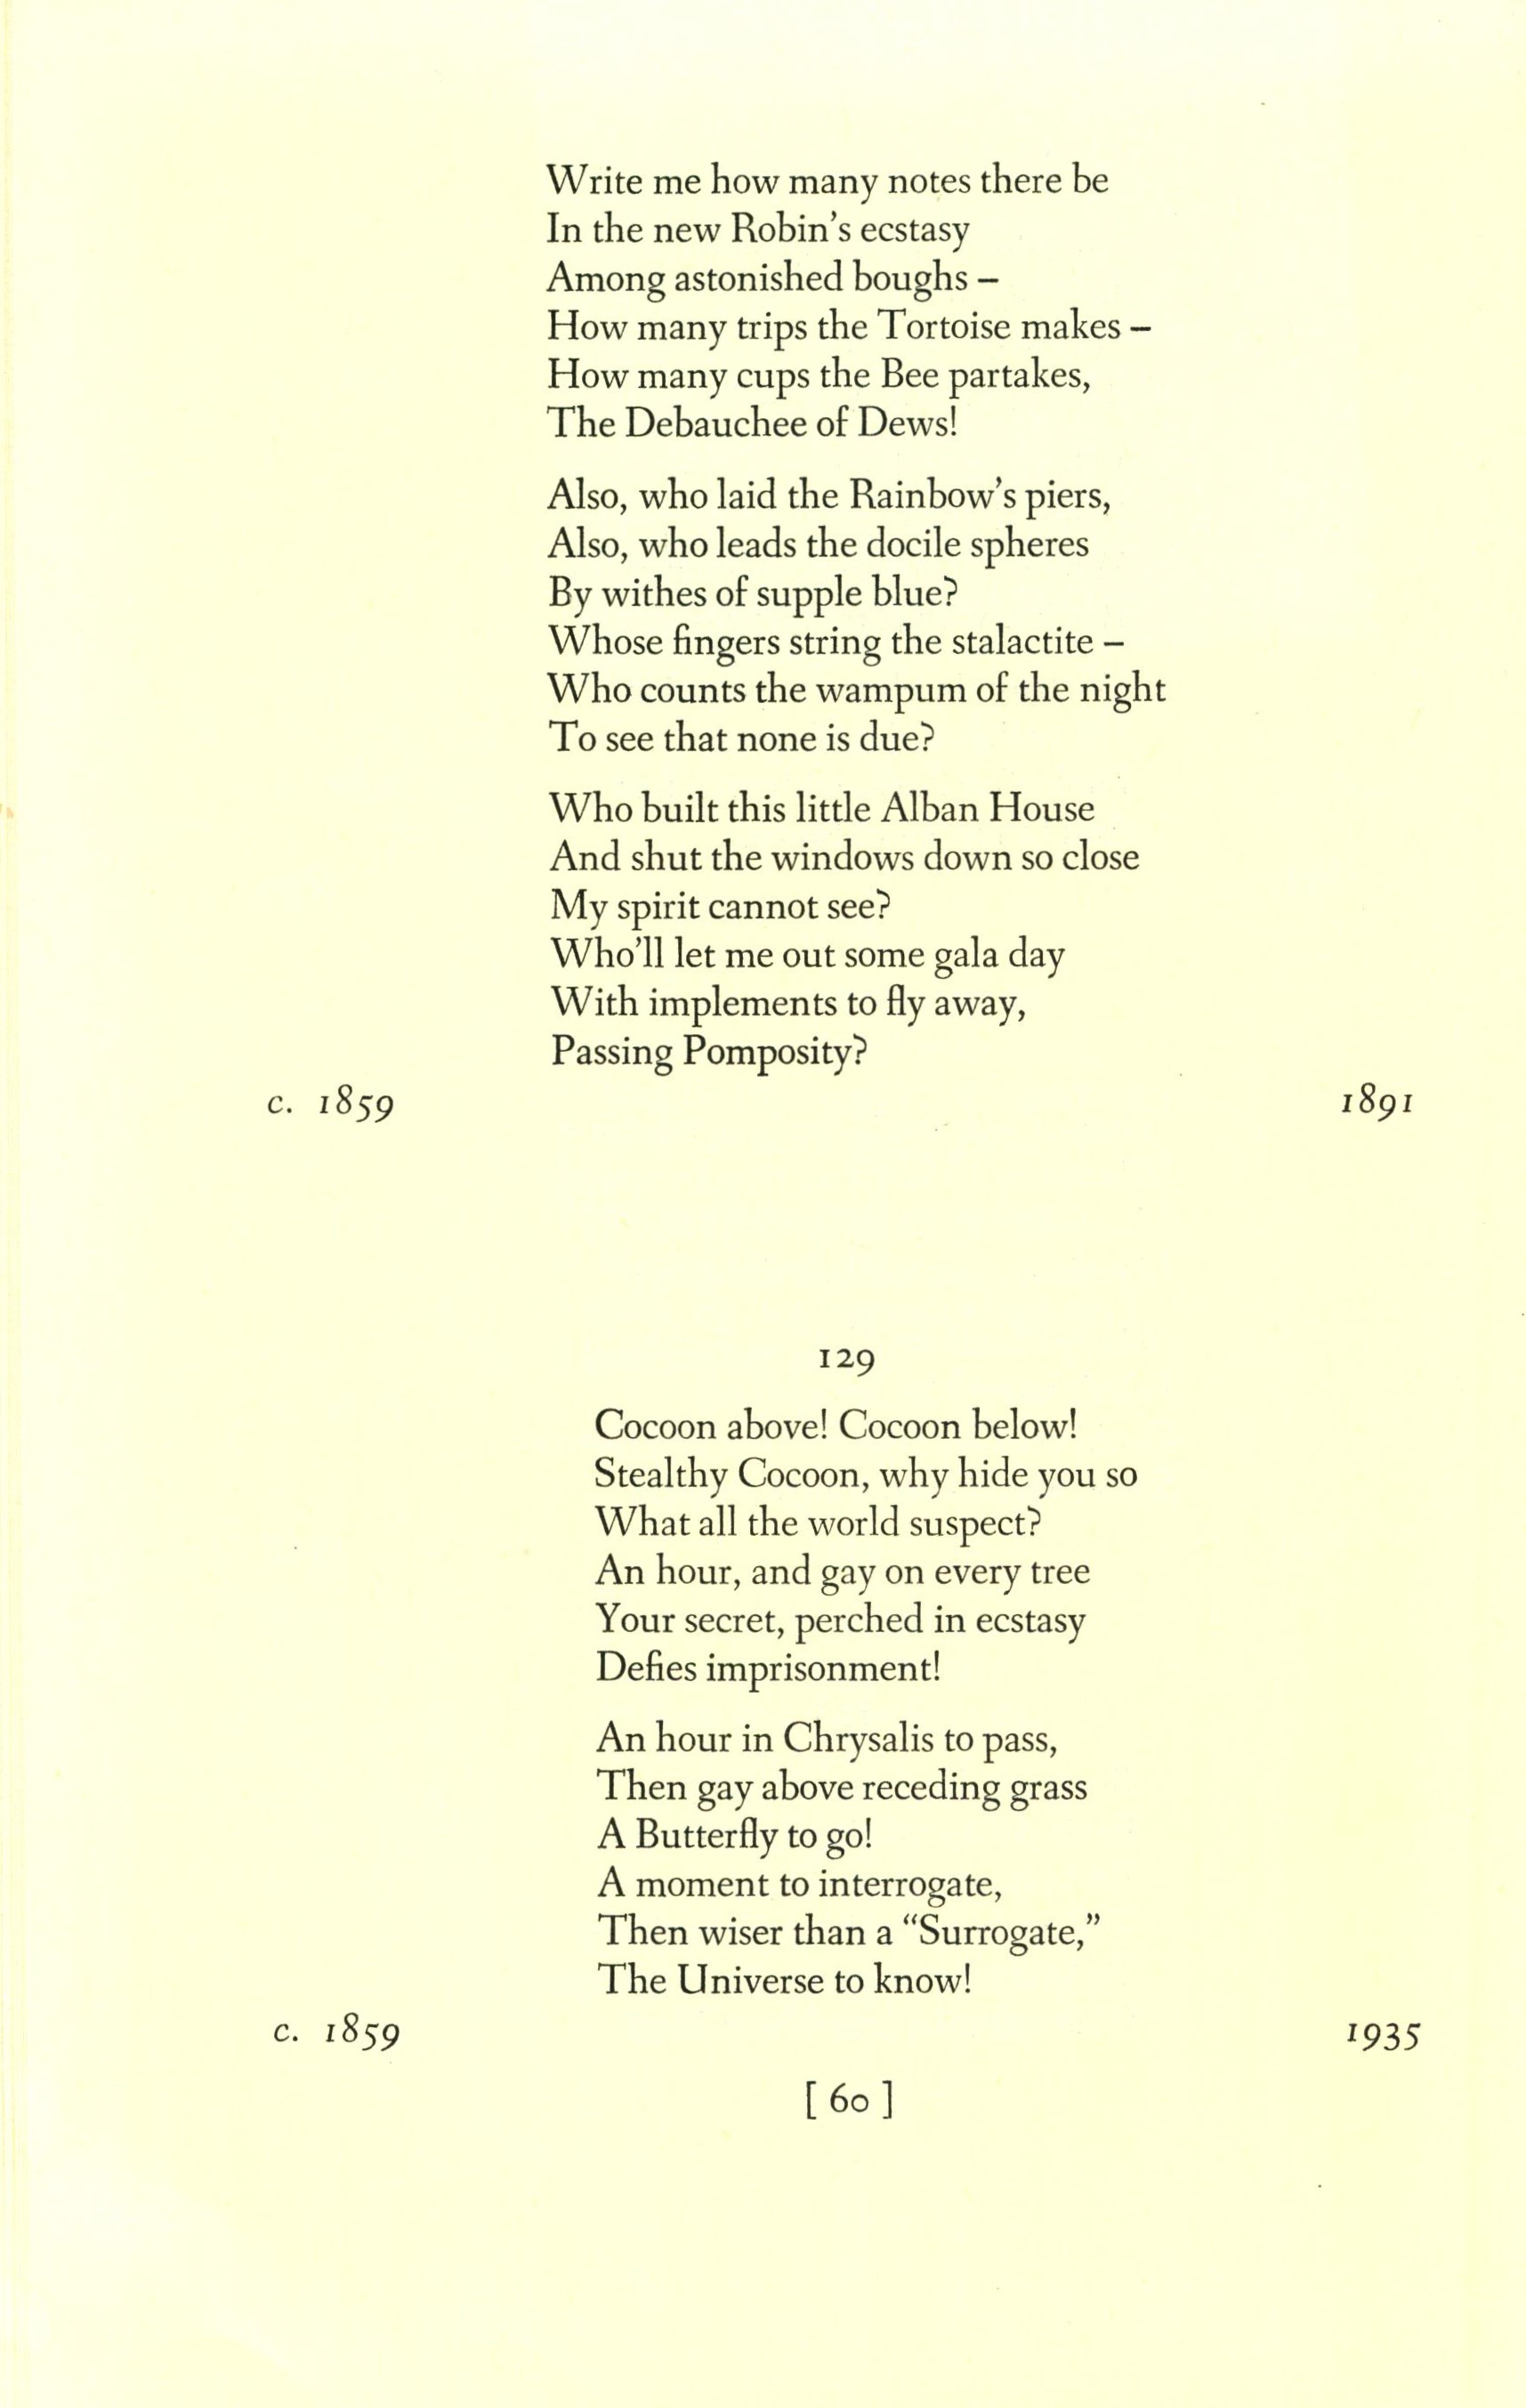 Write me how many notes there be
In the new Robin's ecstasy
Among astonished boughs –
How many trips the Tortoise makes –
How many cups the Bee partakes,
The Debauchee of Dews!
Also, who laid the Rainbow's piers,
Also, who leads the docile spheres
By withes of supple blue?
Whose fingers string the stalactite –
Who counts the wampum of the night
To see that none is due?
Who built this little Alban House
And shut the windows down so close
My spirit cannot see?
Who'll let me out some gala day
With implements to fly away,
Passing Pomposity?
c. 1859 1891
129
Cocoon above! Cocoon below!
Stealthy Cocoon, why hide you so
What all the world suspect?
An hour, and gay on every tree
Your secret, perched in ecstasy
Defies imprisonment!
An hour in Chrysalis to pass,
Then gay above receding grass
A Butterfly to go!
A moment to interrogate,
Then wiser than a "Surrogate,"
The Universe to know!
c. 1859 1935
[ 60 ]